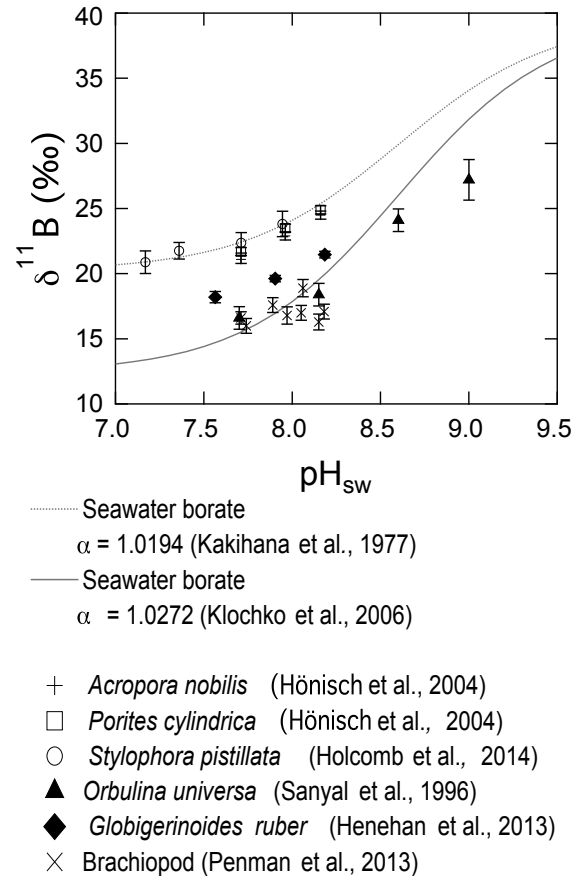 40
35
30
25
20
15
10
δ ¹¹ B (‰)
7.0 7.5 8.0 8.5 9.0 9.5
pHsw
Seawater borate
α = 1.0194 (Kakihana et al., 1977)
Seawater borate
α = 1.0272 (Klochko et al., 2006)
Acropora nobilis (Hönisch et al., 2004)
Porites cylindrica (Hönisch et al., 2004)
Stylophora pistillata (Holcomb et al., 2014)
Orbulina universa (Sanyal et al., 1996)
Globigerinoides ruber (Henehan et al., 2013)
Brachiopod (Penman et al., 2013)